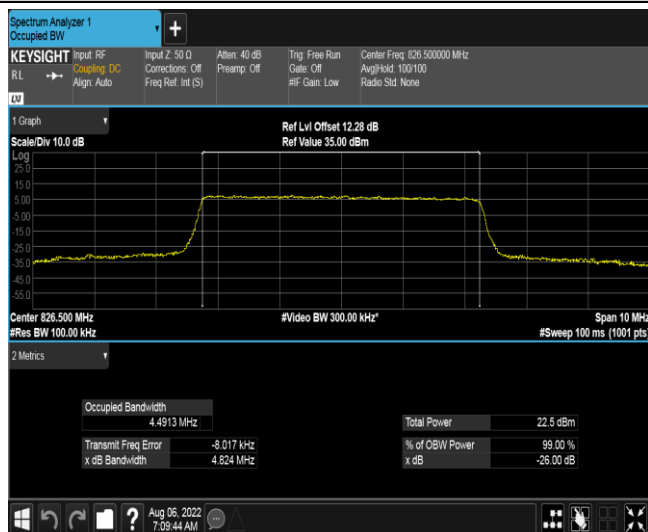 Spectrum Analyzer 1
Occupied BW
+
KEYSIGHT
RL
LXI
Input: RF
Coupling: DC
Align: Auto
Input Z: 50 Ω
Corrections: Off
Freq Ref: Int (S)
Atten: 40 dB
Preamp: Off
Trig: Free Run
Gate: Off
#IF Gain: Low
Center Freq: 826.500000 MHz
Avg|Hold: 100/100
Radio Std: None
1 Graph
Scale/Div 10.0 dB
Ref Lvl Offset 12.28 dB
Ref Value 35.00 dBm
Log
25.0
15.0
5.00
-5.00
-15.0
-25.0
-35.0
-45.0
-55.0
Center 826.500 MHz
#Video BW 300.00 kHz*
Span 10 MHz
#Res BW 100.00 kHz
#Sweep 100 ms (1001 pts)
2 Metrics
Occupied Bandwidth
4.4913 MHz
Total Power 22.5 dBm
Transmit Freq Error -8.017 kHz
% of OBW Power 99.00 %
x dB Bandwidth 4.824 MHz
x dB -26.00 dB
?
Aug 06, 2022
7:09:44 AM